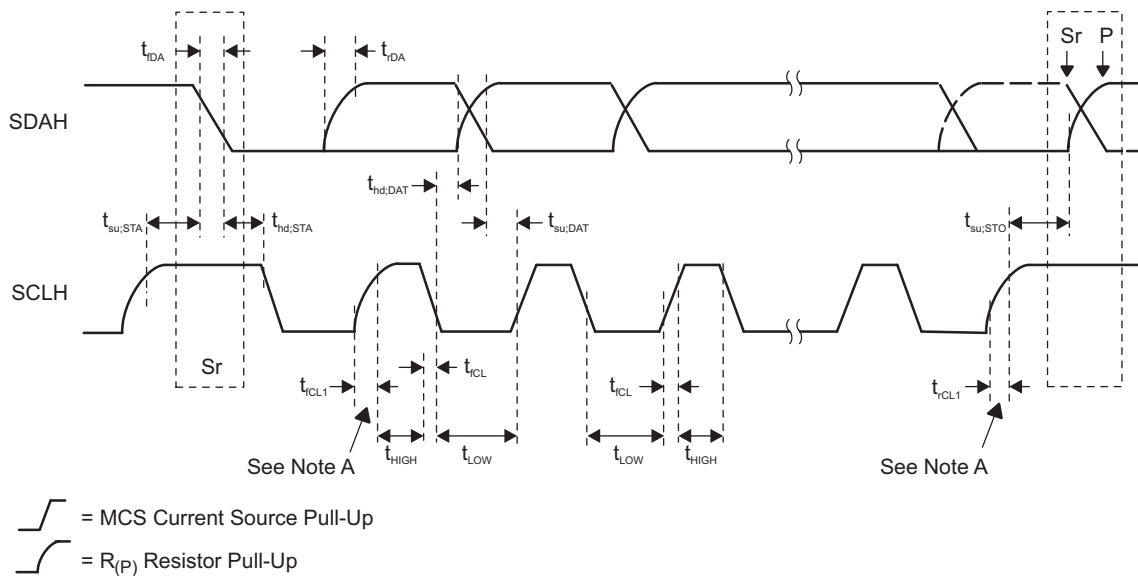 Sr
Sr P
tfDA
trDA
SDAH
thd;DAT
tsu;STA
thd;STA
tsu;DAT
tsu;STO
SCLH
Sr
tfCL1
tfCL
tfCL
trCL1
tHIGH
tLOW
tLOW
tHIGH
See Note A
See Note A
= MCS Current Source Pull-Up
= R(P) Resistor Pull-Up